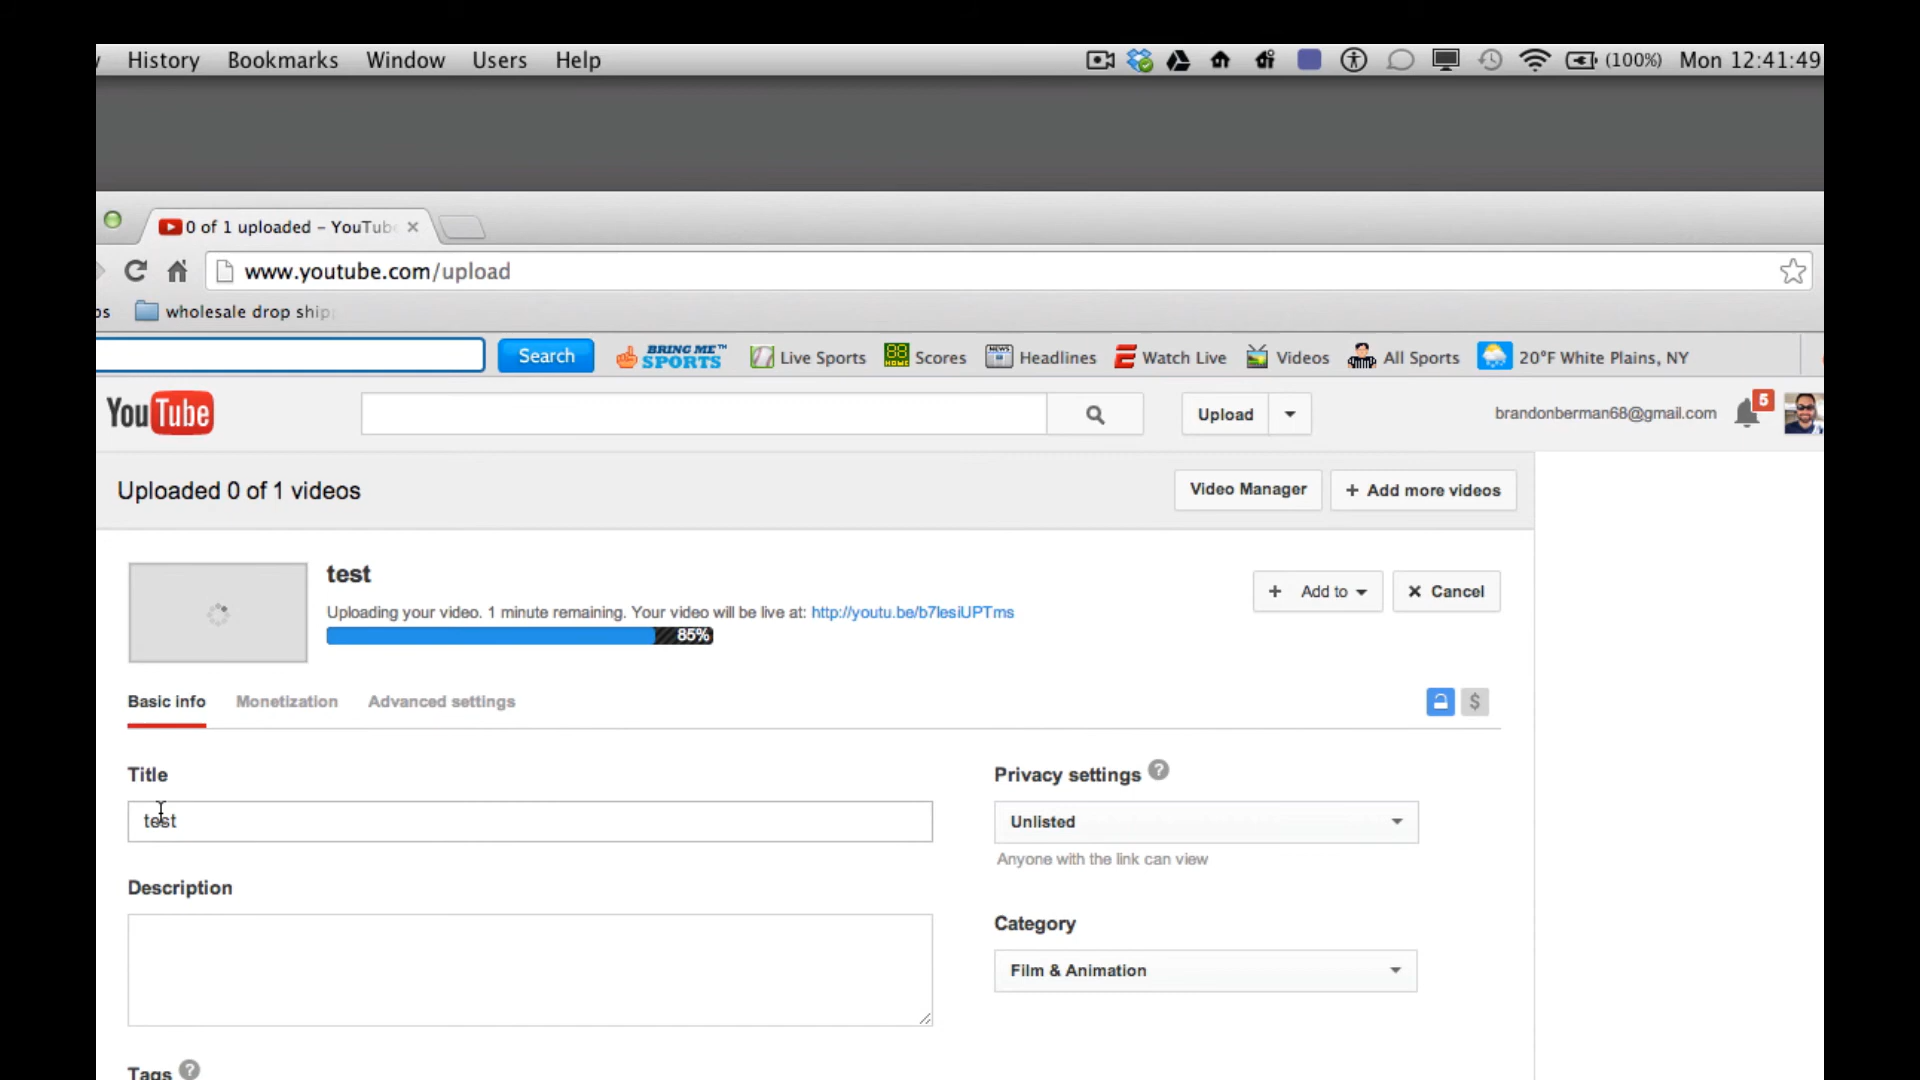 History Bookmarks Window Users Help (100%) Mon 12:41:49
0 of 1 uploaded – YouTub
www.youtube.com/upload
wholesale drop ship
Search BRING ME SPORTS™ Live Sports Scores Headlines Watch Live Videos All Sports 20°F White Plains, NY
YouTube Upload brandonberman68@gmail.com 5
Uploaded 0 of 1 videos Video Manager + Add more videos
test
+ Add to × Cancel
Uploading your video. 1 minute remaining. Your video will be live at: http://youtu.be/b7lesiUPTms
85%
Basic info Monetization Advanced settings $
Title
Privacy settings ?
test
Unlisted
Anyone with the link can view
Description
Category
Film & Animation
Tags ?